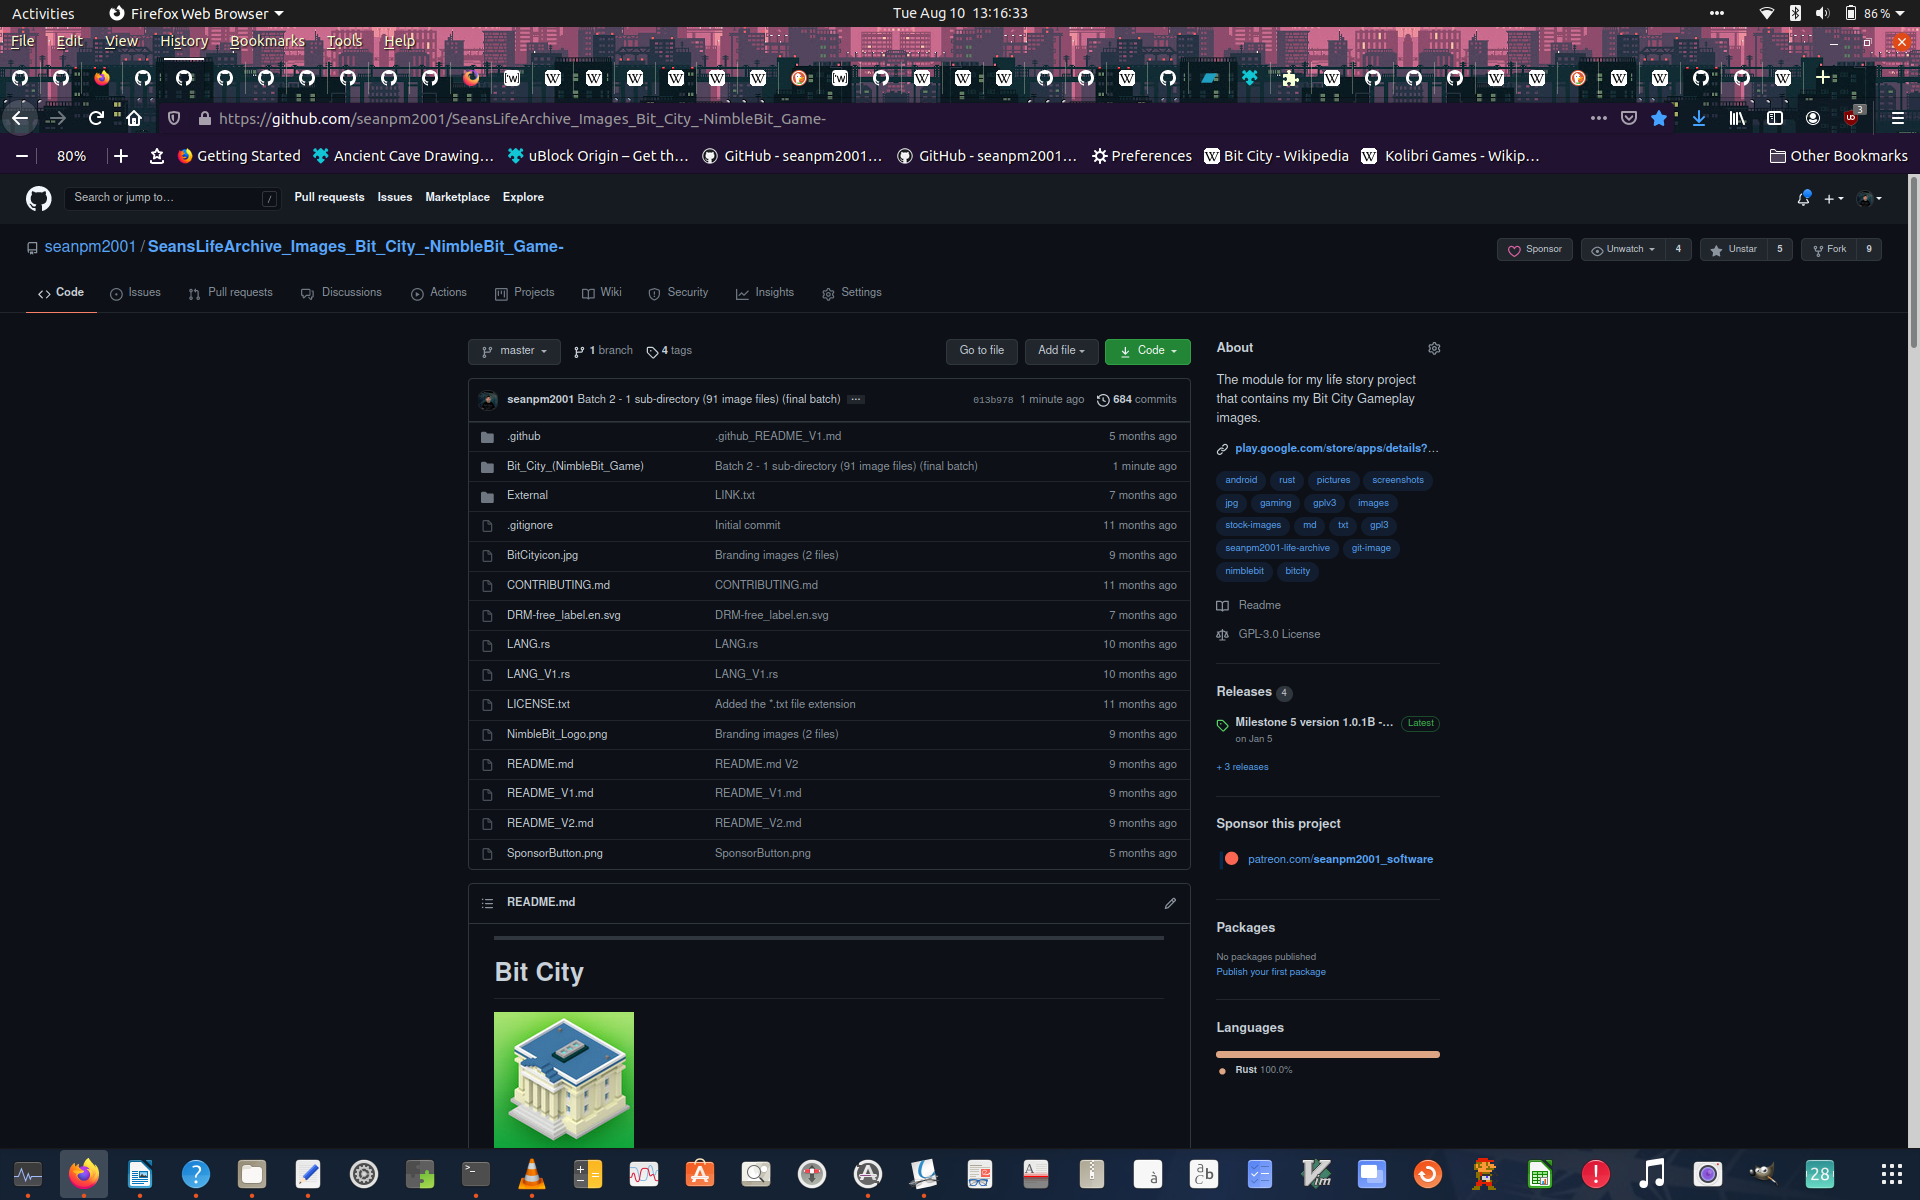 Activities Firefox Web Browser Tue Aug 10 13:16:33 86 %
File Edit View History Bookmarks Tools Help
https://github.com/seanpm2001/SeansLifeArchive_Images_Bit_City_-NimbleBit_Game- 3
80% Getting Started Ancient Cave Drawing… uBlock Origin – Get th… GitHub - seanpm2001… GitHub - seanpm2001… Preferences Bit City - Wikipedia Kolibri Games - Wikip… Other Bookmarks
Search or jump to… / Pull requests Issues Marketplace Explore
seanpm2001 / SeansLifeArchive_Images_Bit_City_-NimbleBit_Game- Sponsor Unwatch 4 Unstar 5 Fork 9
Code Issues Pull requests Discussions Actions Projects Wiki Security Insights Settings
master 1 branch 4 tags Go to file Add file Code
seanpm2001 Batch 2 - 1 sub-directory (91 image files) (final batch) ... 013b978 1 minute ago 684 commits
.github .github_README_V1.md 5 months ago
Bit_City_(NimbleBit_Game) Batch 2 - 1 sub-directory (91 image files) (final batch) 1 minute ago
External LINK.txt 7 months ago
.gitignore Initial commit 11 months ago
BitCityicon.jpg Branding images (2 files) 9 months ago
CONTRIBUTING.md CONTRIBUTING.md 11 months ago
DRM-free_label.en.svg DRM-free_label.en.svg 7 months ago
LANG.rs LANG.rs 10 months ago
LANG_V1.rs LANG_V1.rs 10 months ago
LICENSE.txt Added the *.txt file extension 11 months ago
NimbleBit_Logo.png Branding images (2 files) 9 months ago
README.md README.md V2 9 months ago
README_V1.md README_V1.md 9 months ago
README_V2.md README_V2.md 9 months ago
SponsorButton.png SponsorButton.png 5 months ago
README.md
Bit City
About
The module for my life story project
that contains my Bit City Gameplay
images.
play.google.com/store/apps/details?…
android rust pictures screenshots
jpg gaming gplv3 images
stock-images md txt gpl3
seanpm2001-life-archive git-image
nimblebit bitcity
Readme
GPL-3.0 License
Releases 4
Milestone 5 version 1.0.1B -… Latest
on Jan 5
+ 3 releases
Sponsor this project
patreon.com/seanpm2001_software
Packages
No packages published
Publish your first package
Languages
Rust 100.0%
28